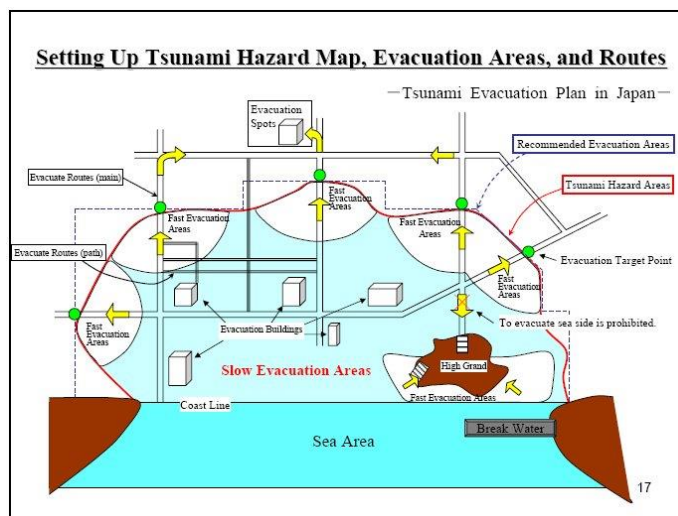 Setting Up Tsunami Hazard Map, Evacuation Areas, and Routes
—Tsunami Evacuation Plan in Japan—
Evacuation
Spots
Recommended Evacuation Areas
Evacuate Routes (main)
Tsunami Hazard Areas
Fast
Evacuation
Areas
Fast Evacuation
Areas
Fast Evacuation
Areas
Evacuate Routes (path)
Evacuation Target Point
Fast
Evacuation
Areas
Fast
Evacuation
Areas
Evacuation Buildings
To evacuate sea side is prohibited.
Slow Evacuation Areas
High Grand
Fast Evacuation Areas
Coast Line
Break Water
Sea Area
17